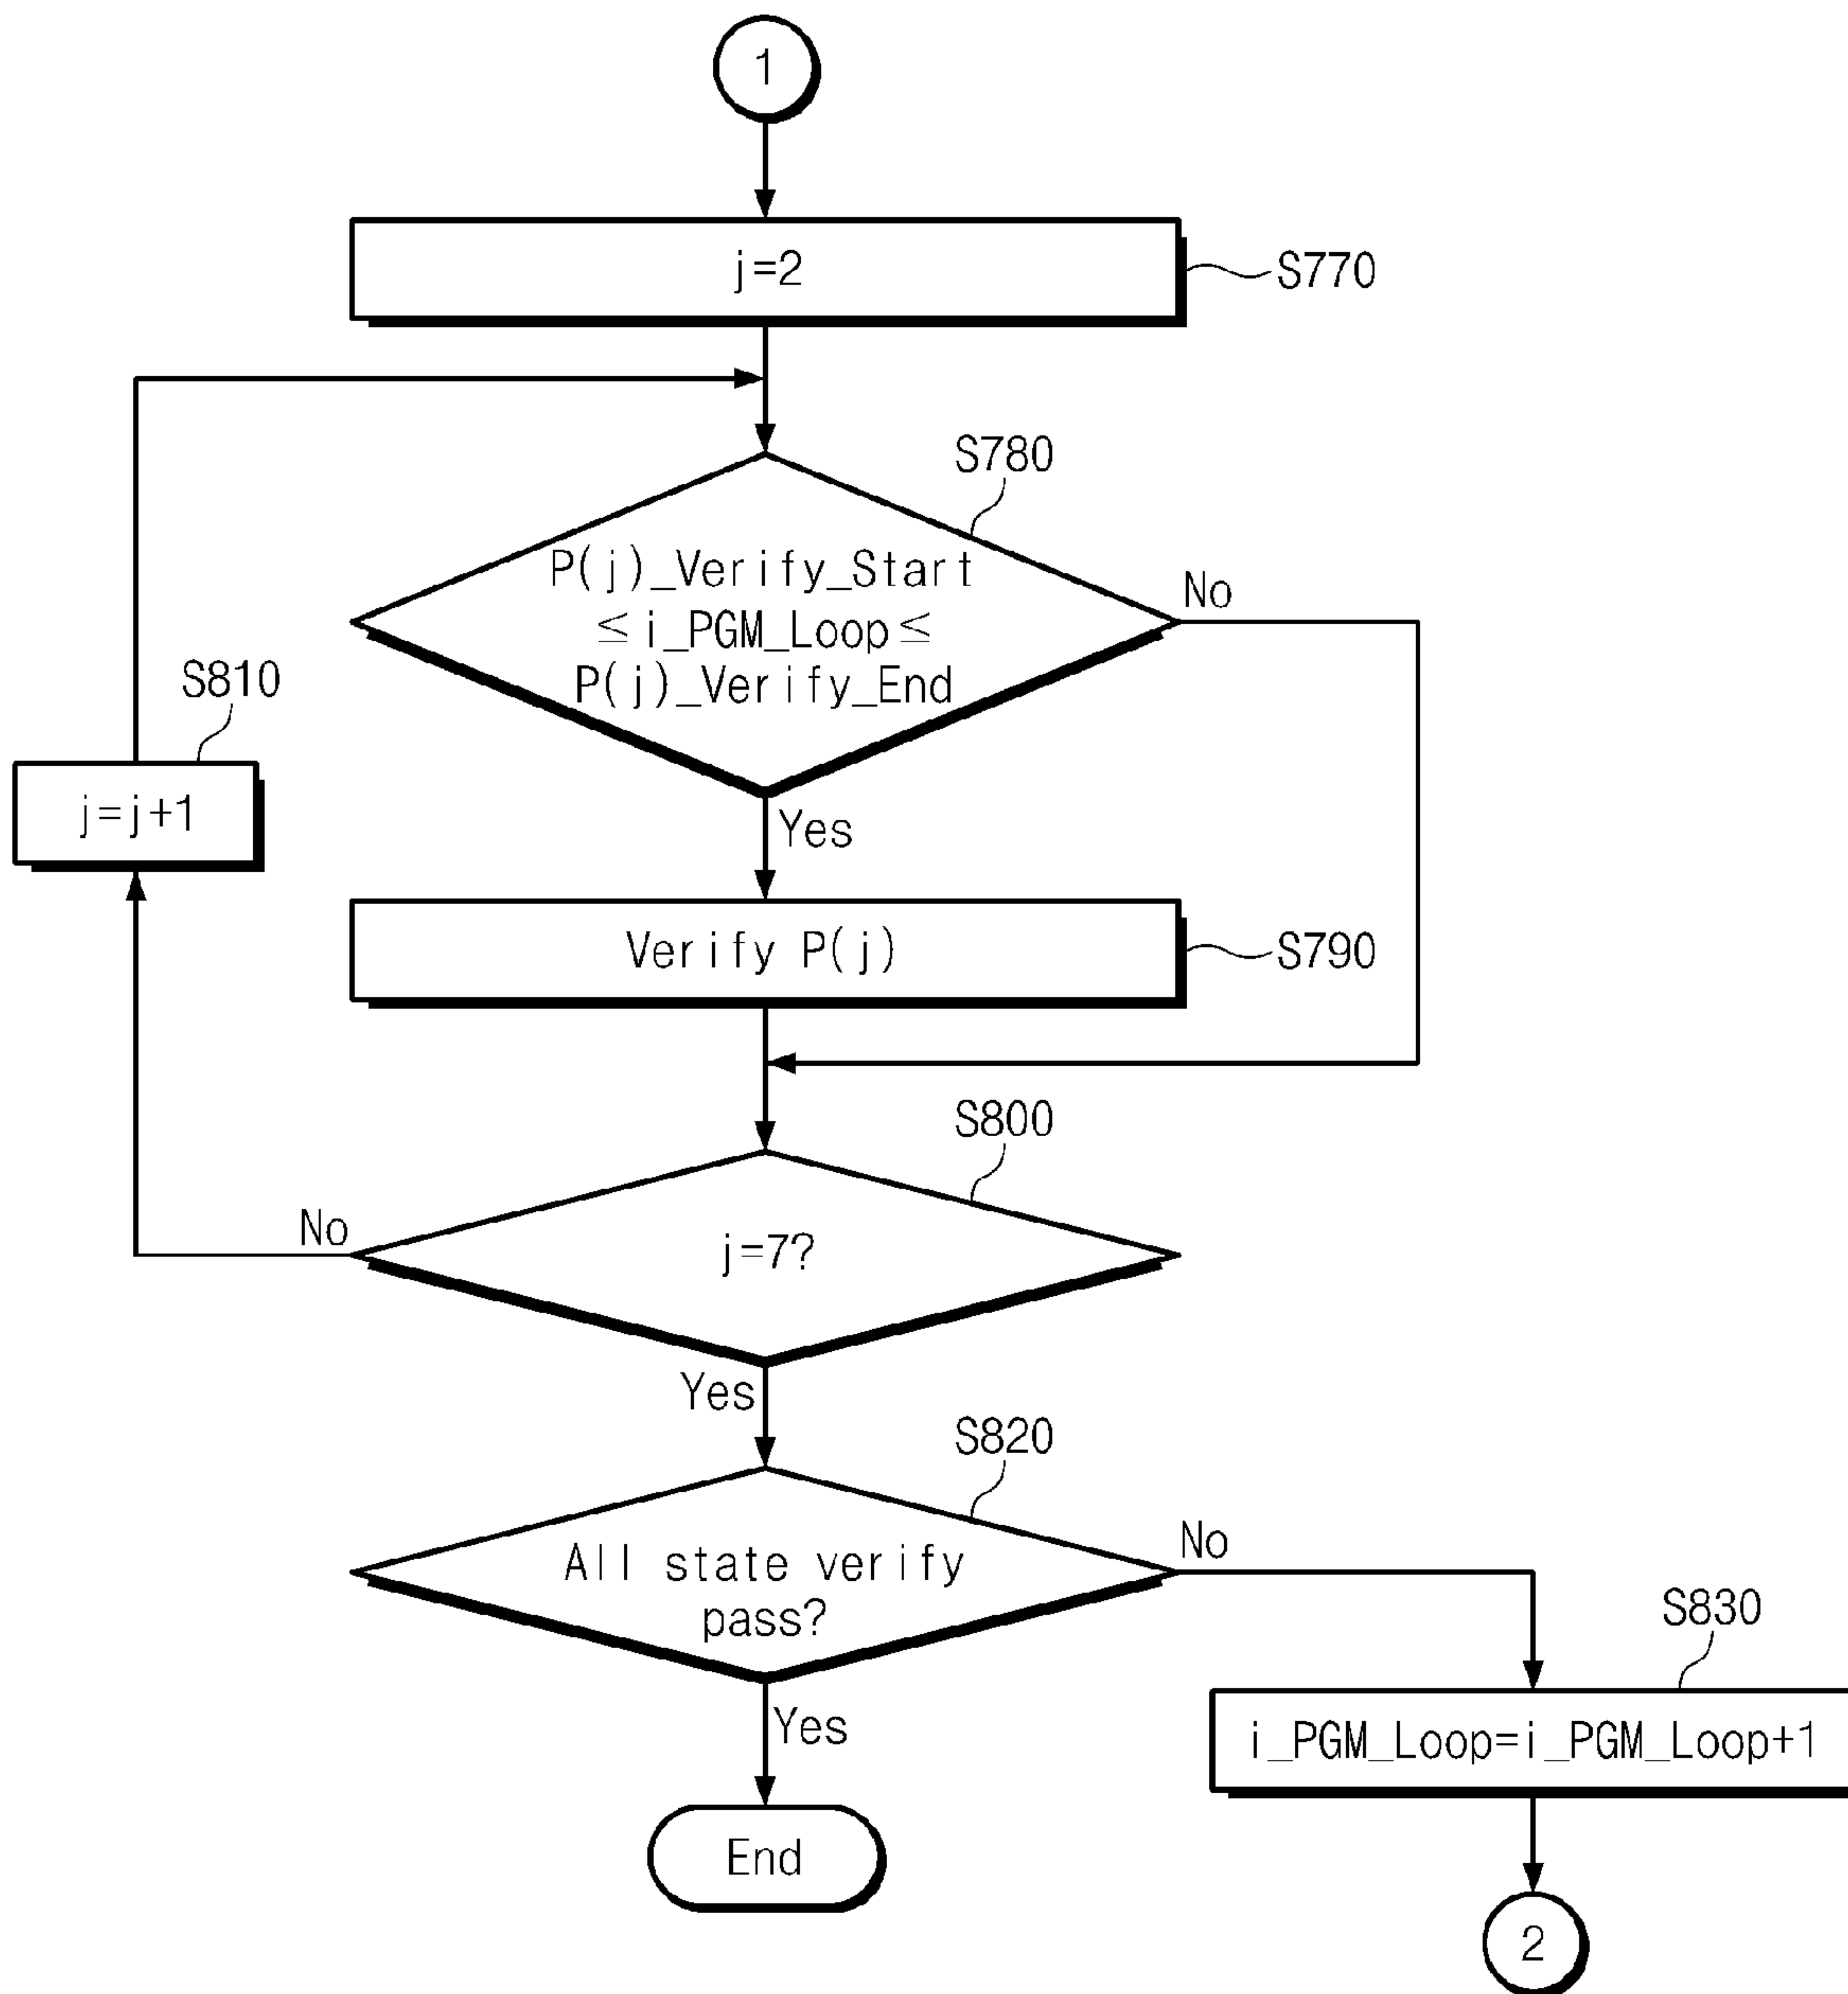 1
j=2
S770
S780
P(j)_Verify_Start
≤ i_PGM_Loop ≤
P(j)_Verify_End
No
S810
j=j+1
Yes
Verify P(j)
S790
S800
No
j=7?
Yes
S820
All state verify
pass?
No
S830
Yes
i_PGM_Loop=i_PGM_Loop+1
End
2